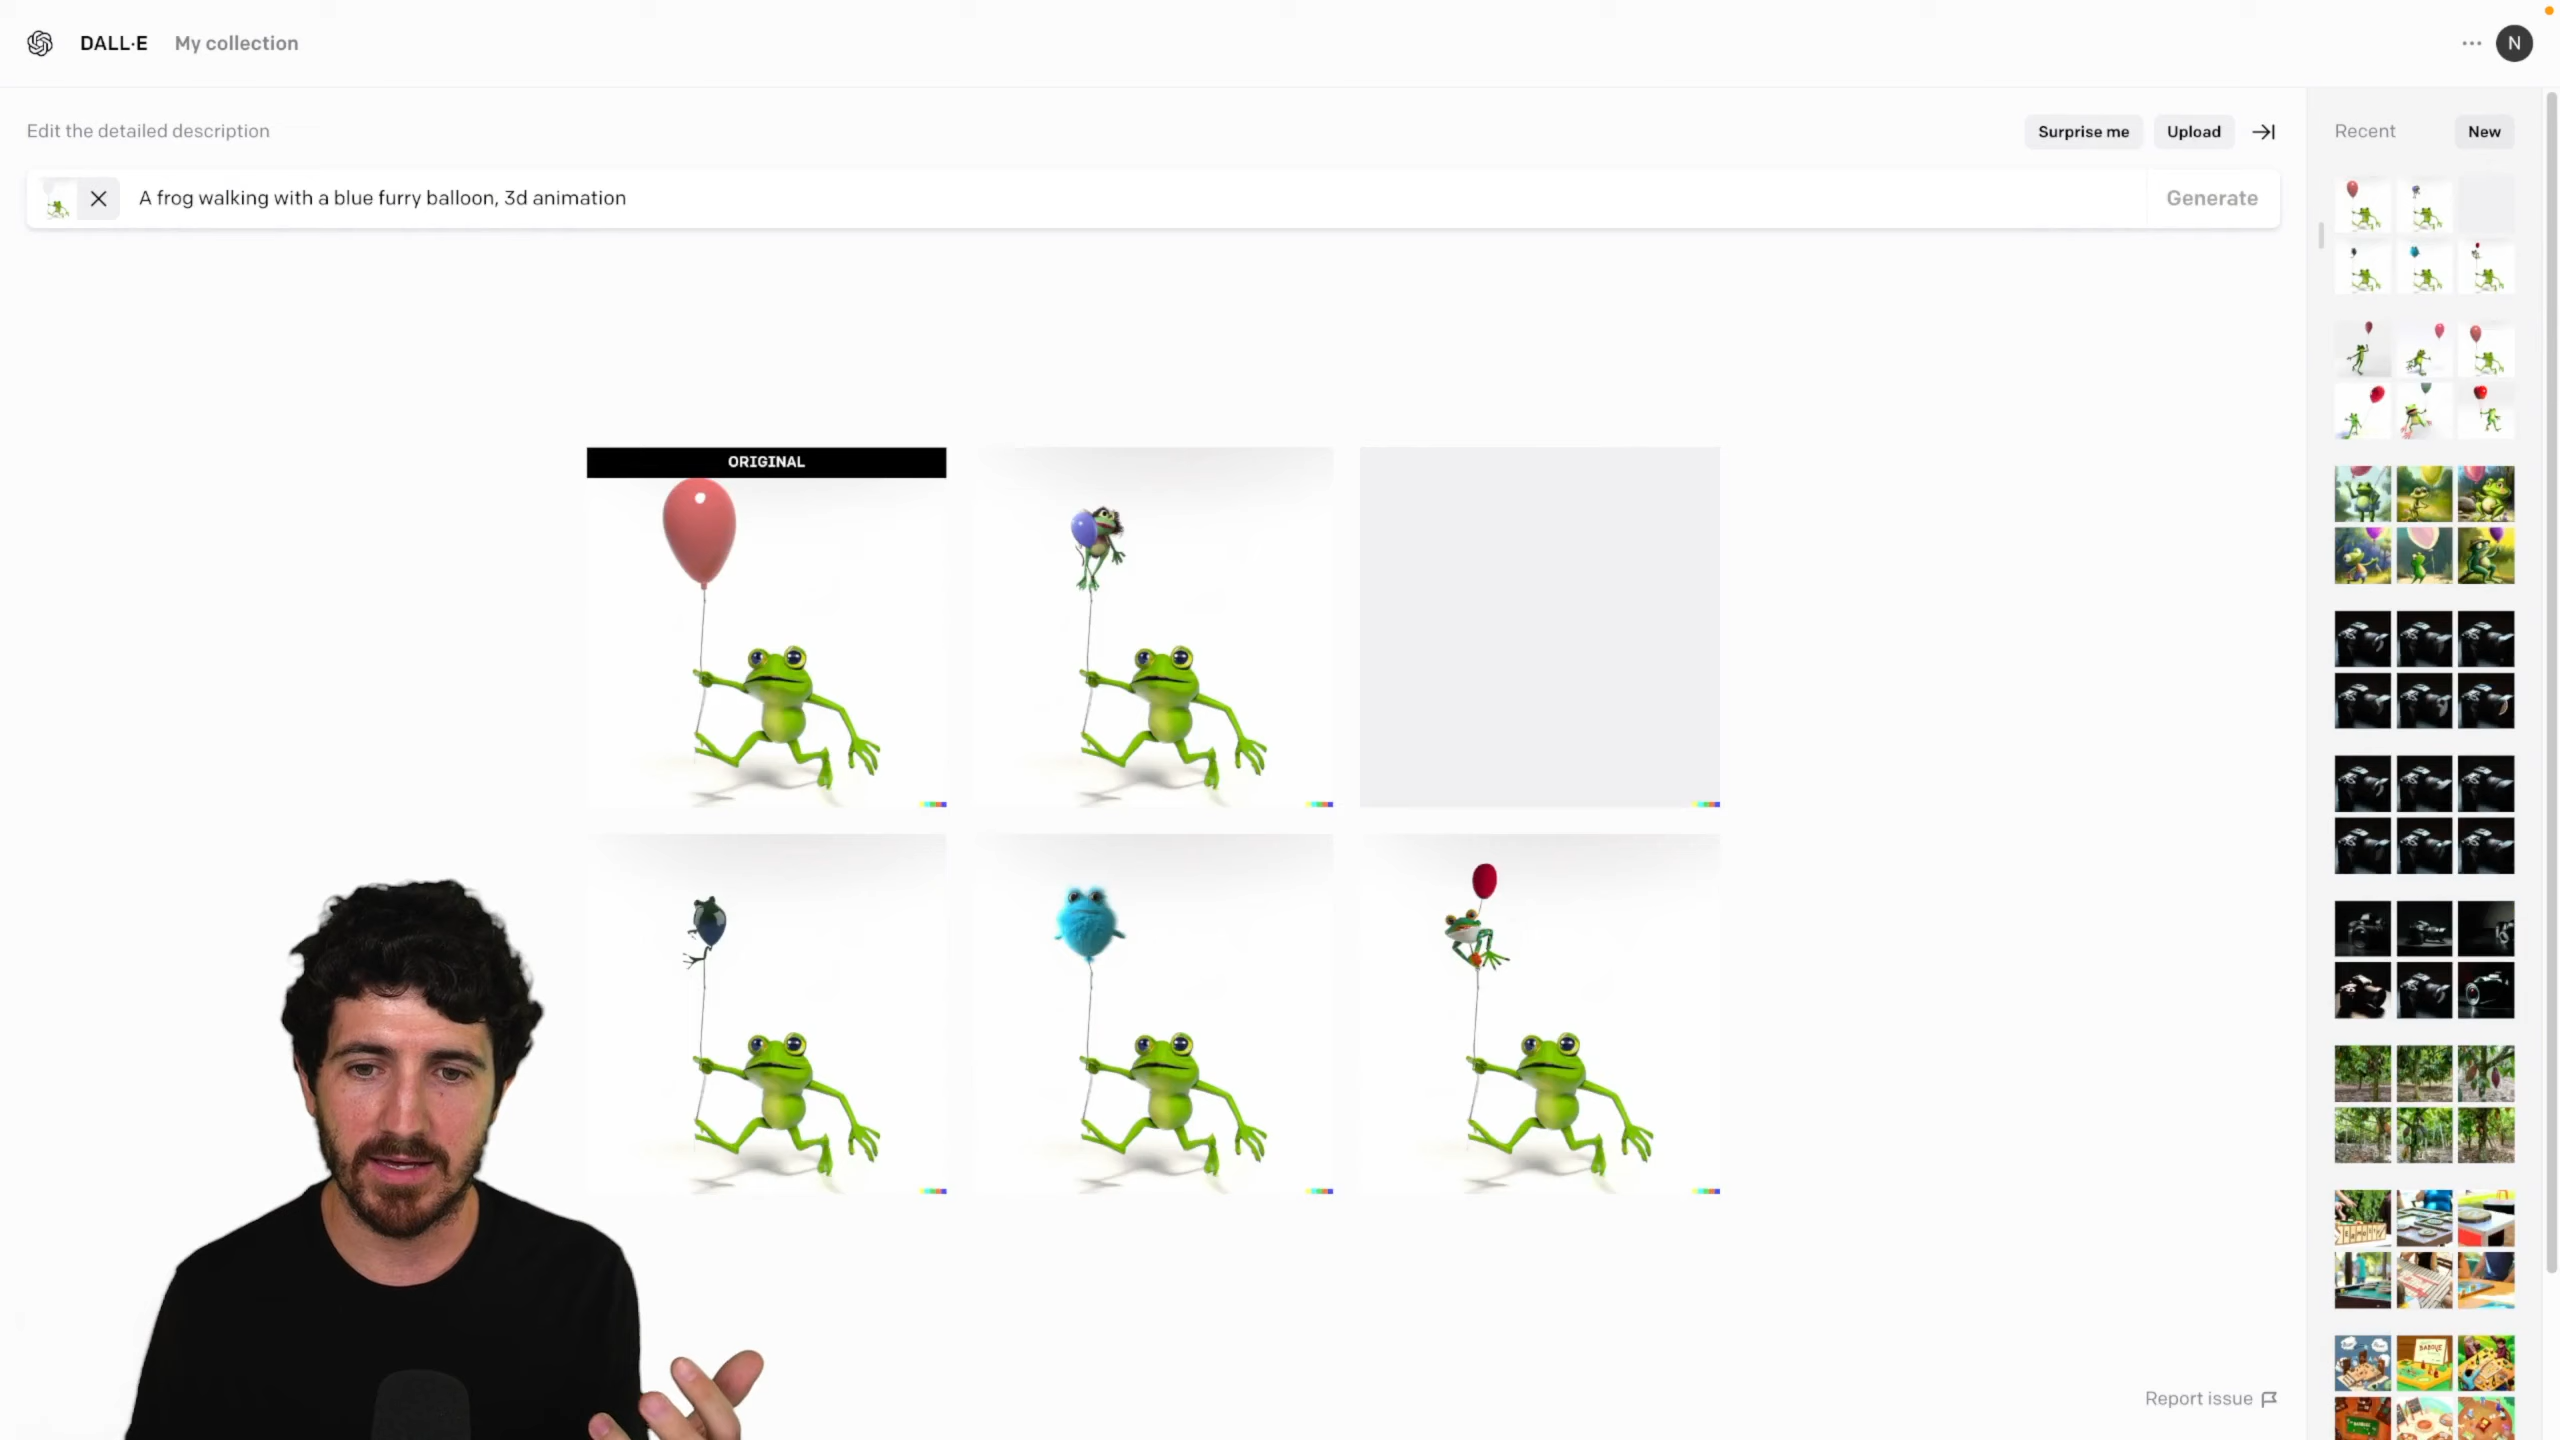 DALL·E My collection
N
Edit the detailed description
Surprise me
Upload
Recent
New
A frog walking with a blue furry balloon, 3d animation
Generate
ORIGINAL
Report issue